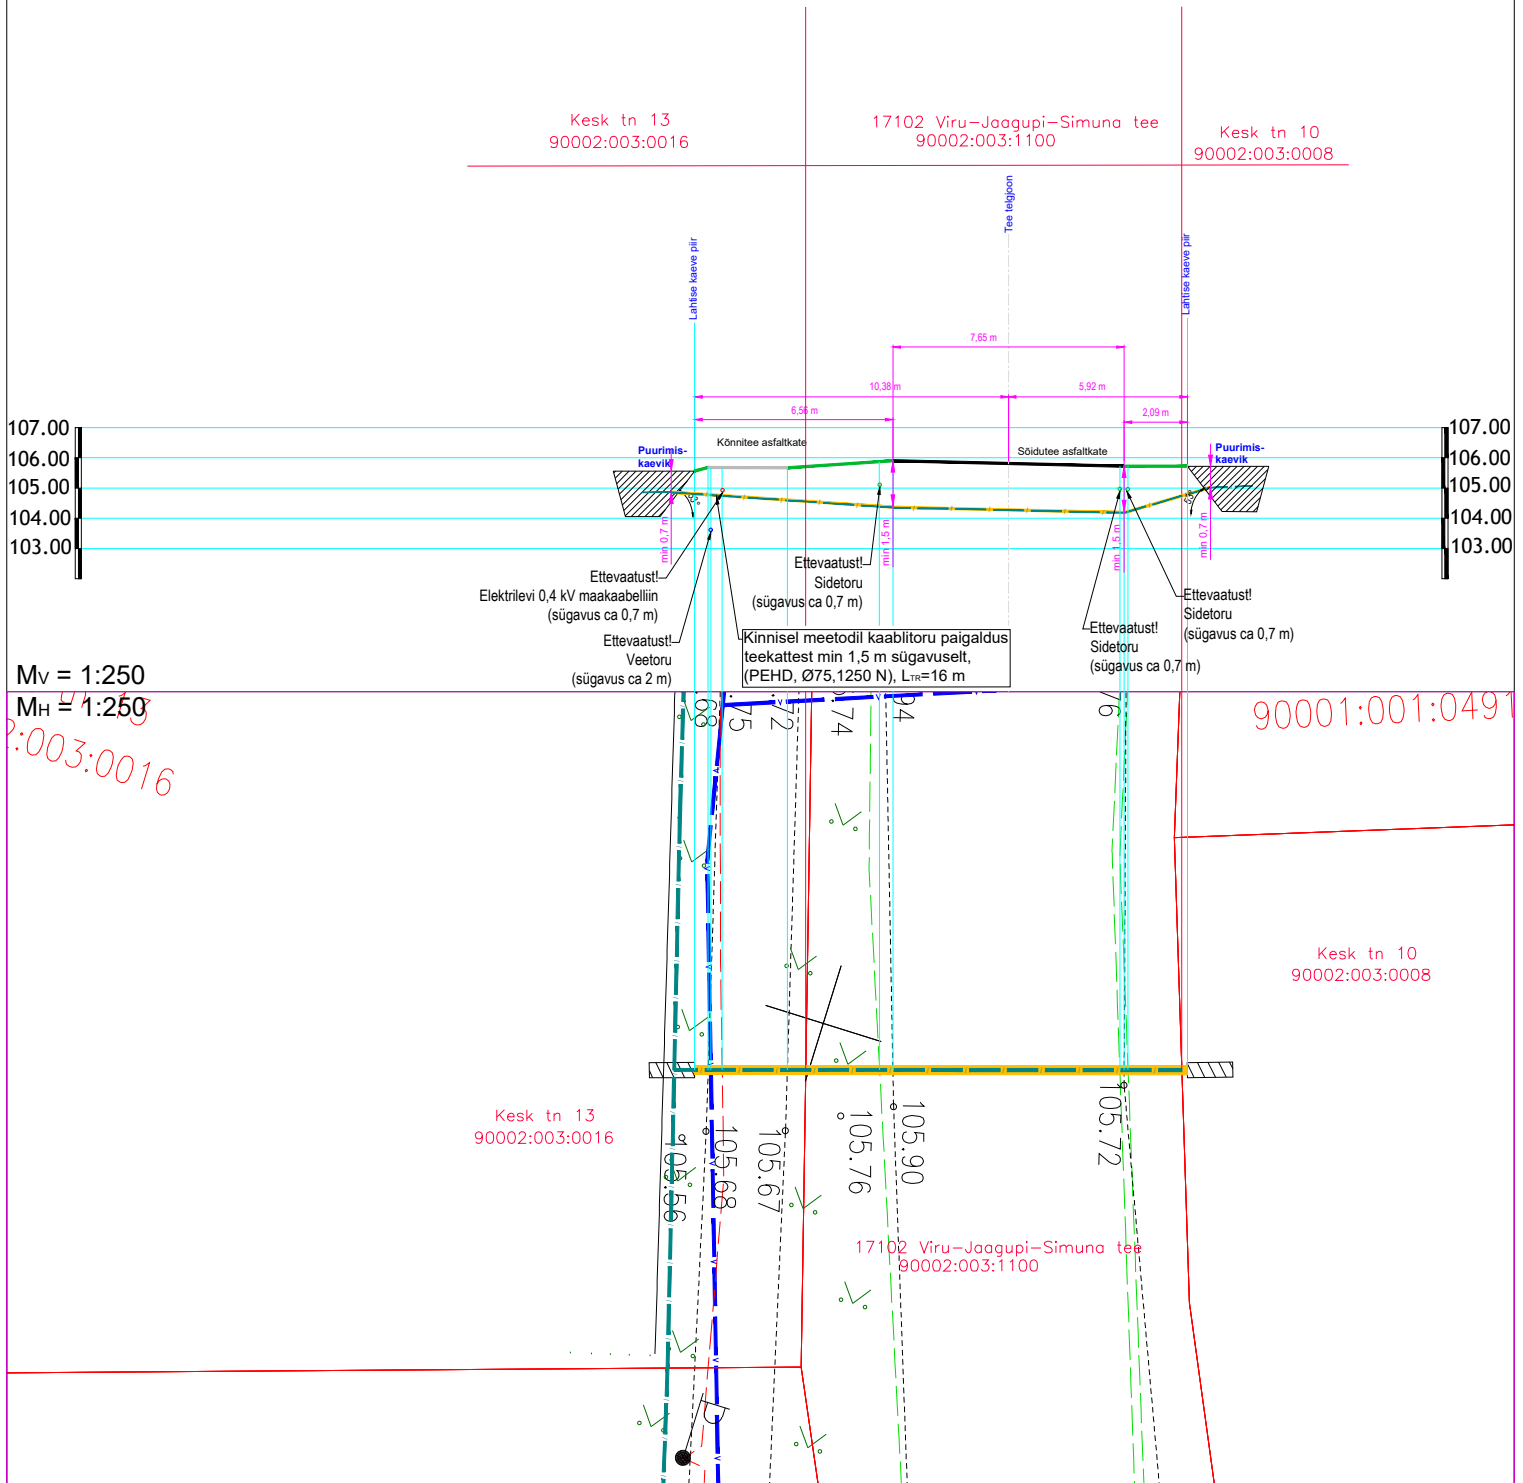 Kesk tn 13
90002:003:0016
17102 Viru-Jaagupi-Simuna tee
90002:003:1100
Kesk tn 10
90002:003:0008
Tee telgjoon
Lahtise kaeve piir
Lahtise kaeve piir
7,65 m
10,38 m
5,92 m
6,56 m
2,09 m
107.00
106.00
105.00
104.00
103.00
107.00
106.00
105.00
104.00
103.00
Puurimis-
kaevik
Kõnnitee asfaltkate
Sõidutee asfaltkate
Puurimis-
kaevik
min 0,7 m
min 1,5 m
min 1,5 m
min 0,7 m
Ettevaatust!
Elektrilevi 0,4 kV maakaabelliin
(sügavus ca 0,7 m)
Ettevaatust!
Veetoru
(sügavus ca 2 m)
Ettevaatust!
Sidetoru
(sügavus ca 0,7 m)
Kinnisel meetodil kaablitoru paigaldus
teekattest min 1,5 m sügavuselt,
(PEHD, Ø75,1250 N), LTR=16 m
Ettevaatust!
Sidetoru
(sügavus ca 0,7 m)
Ettevaatust!
Sidetoru
(sügavus ca 0,7 m)
MV = 1:250
MH = 1:250
:003:0016
90001:001:0491
.75
.72
.74
94
76
Kesk tn 10
90002:003:0008
Kesk tn 13
90002:003:0016
105.56
105.68
105.67
105.76
105.90
105.72
17102 Viru-Jaagupi-Simuna tee
90002:003:1100